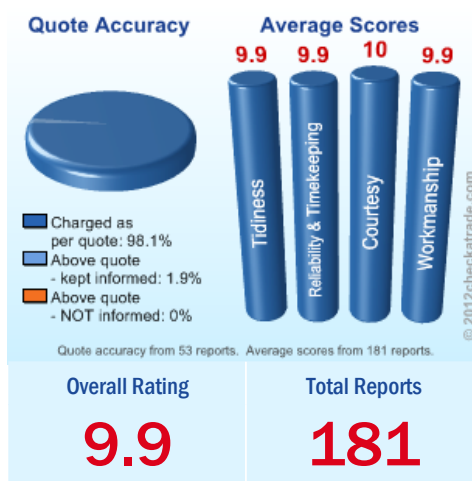 Quote Accuracy
Average Scores
9.9 9.9 10 9.9
Tidiness
Reliability & Timekeeping
Courtesy
Workmanship
Charged as
per quote: 98.1%
Above quote
- kept informed: 1.9%
Above quote
- NOT informed: 0%
© 2012checkatrade.com
Quote accuracy from 53 reports. Average scores from 181 reports.
Overall Rating
9.9
Total Reports
181